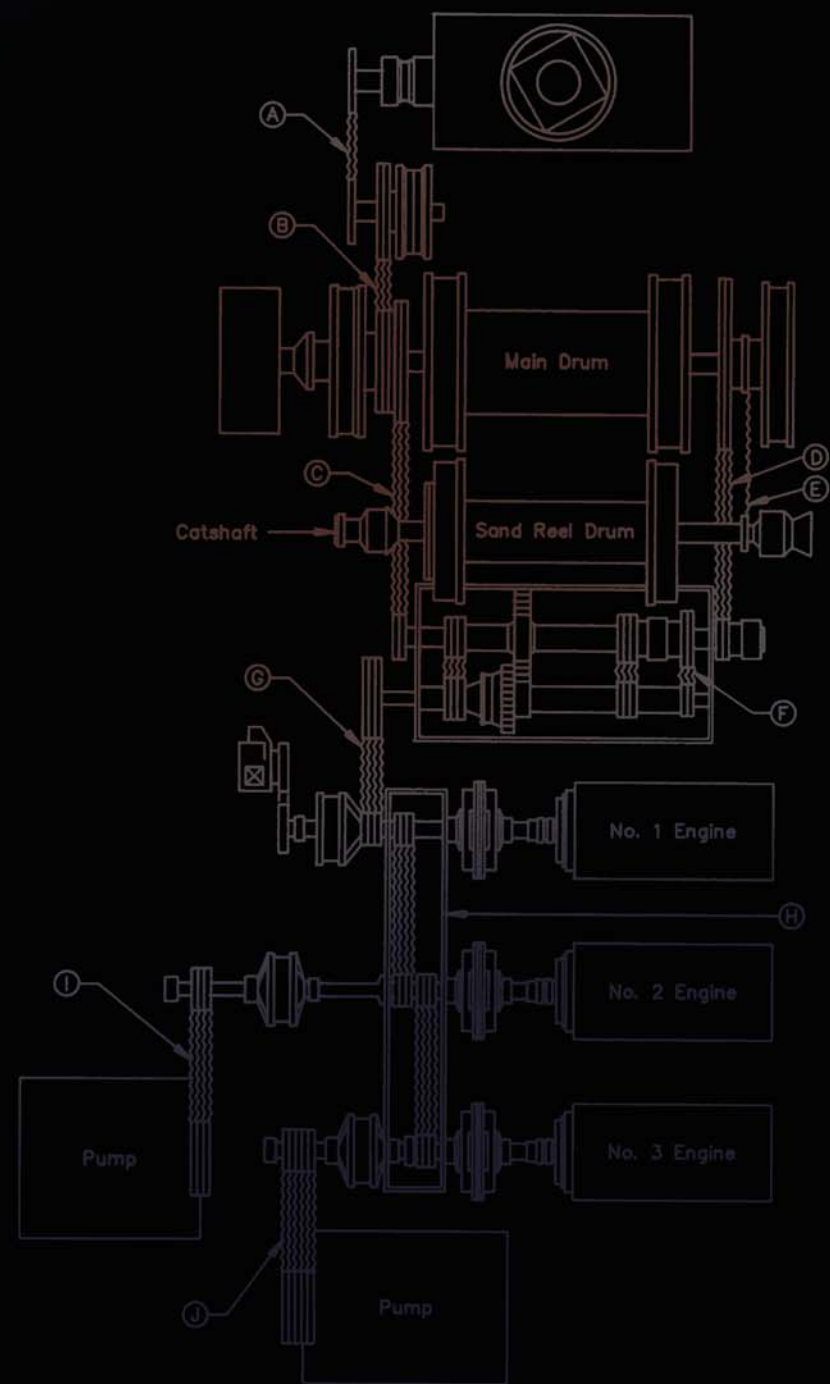 A
B
Main Drum
C
D
E
Catshaft
Sand Reel Drum
G
F
No. 1 Engine
H
I
No. 2 Engine
Pump
No. 3 Engine
J
Pump